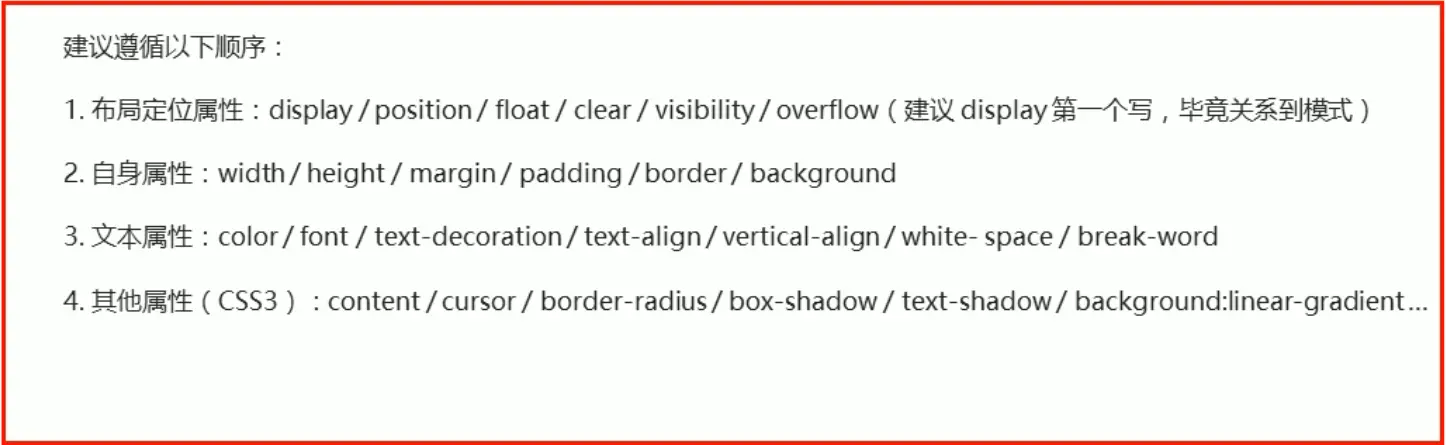 建议遵循以下顺序：
1. 布局定位属性：display / position / float / clear / visibility / overflow（建议 display 第一个写，毕竟关系到模式）
2. 自身属性：width / height / margin / padding / border / background
3. 文本属性：color / font / text-decoration / text-align / vertical-align / white- space / break-word
4. 其他属性（CSS3）：content / cursor / border-radius / box-shadow / text-shadow / background:linear-gradient …